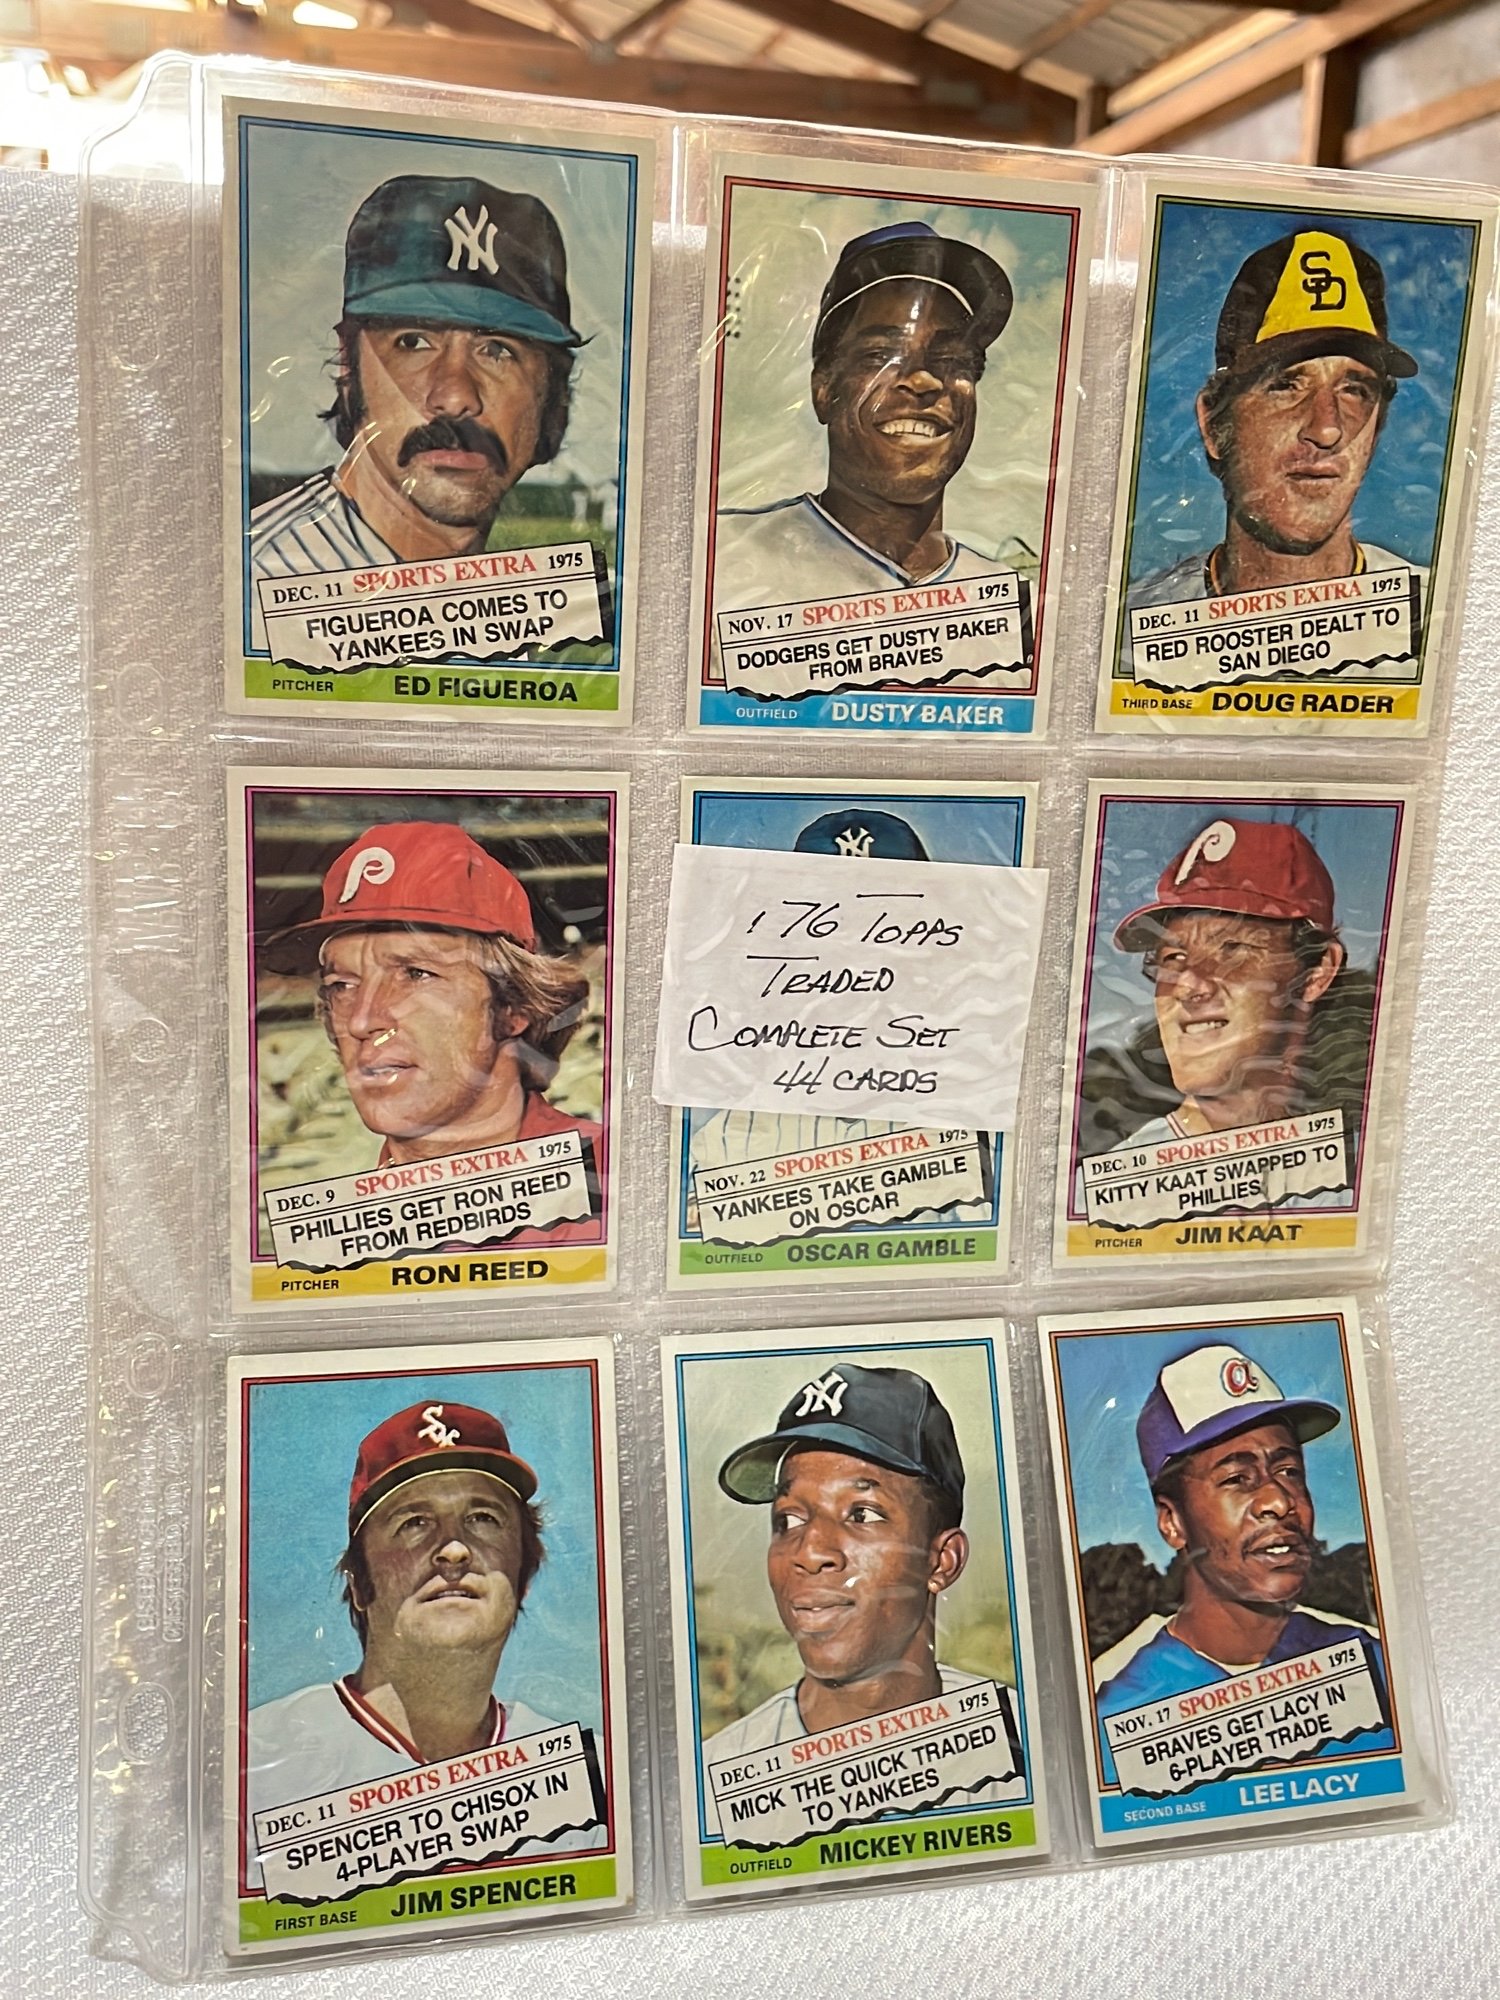 NY
DEC. 11 SPORTS EXTRA 1975
FIGUEROA COMES TO
YANKEES IN SWAP
PITCHER ED FIGUEROA
NOV. 17 SPORTS EXTRA 1975
DODGERS GET DUSTY BAKER
FROM BRAVES
OUTFIELD DUSTY BAKER
SD
DEC. 11 SPORTS EXTRA 1975
RED ROOSTER DEALT TO
SAN DIEGO
THIRD BASE DOUG RADER
P
DEC. 9 SPORTS EXTRA 1975
PHILLIES GET RON REED
FROM REDBIRDS
PITCHER RON REED
NY
'76 TOPPS
TRADED
COMPLETE SET
44 CARDS
NOV. 22 SPORTS EXTRA 1975
YANKEES TAKE GAMBLE
ON OSCAR
OUTFIELD OSCAR GAMBLE
P
DEC. 10 SPORTS EXTRA 1975
KITTY KAAT SWAPPED TO
PHILLIES
PITCHER JIM KAAT
Sox
DEC. 11 SPORTS EXTRA 1975
SPENCER TO CHISOX IN
4-PLAYER SWAP
FIRST BASE JIM SPENCER
NY
DEC. 11 SPORTS EXTRA 1975
MICK THE QUICK TRADED
TO YANKEES
OUTFIELD MICKEY RIVERS
a
NOV. 17 SPORTS EXTRA 1975
BRAVES GET LACY IN
6-PLAYER TRADE
SECOND BASE LEE LACY